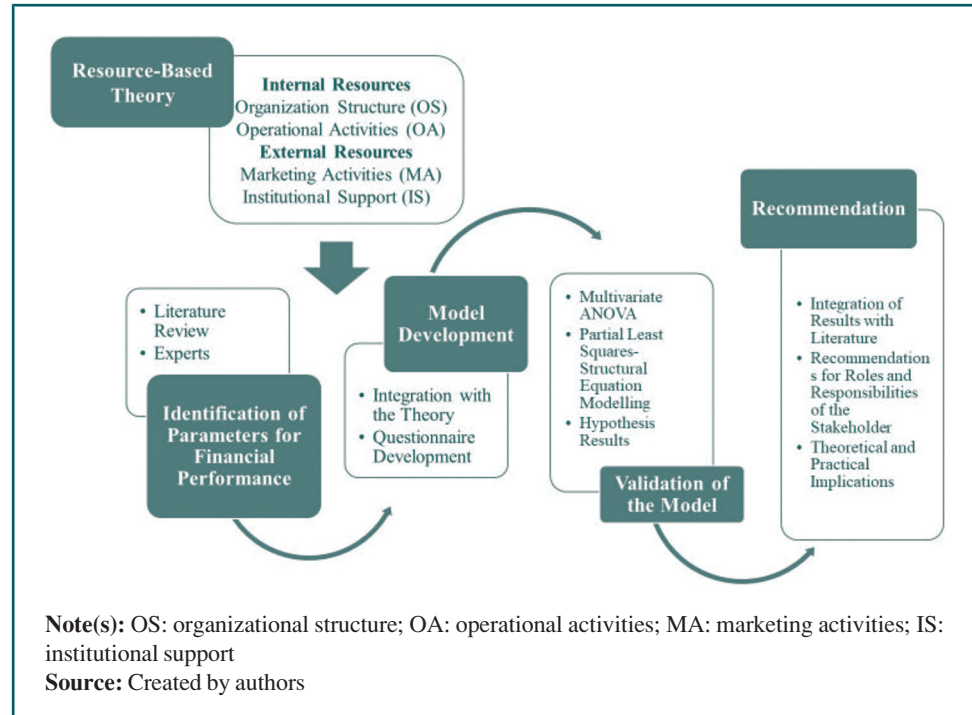 Resource-Based
Theory
Internal Resources
Organization Structure (OS)
Operational Activities (OA)
External Resources
Marketing Activities (MA)
Institutional Support (IS)
• Literature
Review
• Experts
Identification of
Parameters for
Financial
Performance
Model
Development
• Integration with
the Theory
• Questionnaire
Development
• Multivariate
ANOVA
• Partial Least
Squares-
Structural
Equation
Modelling
• Hypothesis
Results
Validation of
the Model
Recommendation
• Integration of
Results with
Literature
• Recommendation
s for Roles and
Responsibilities
of the
Stakeholder
• Theoretical and
Practical
Implications
Note(s): OS: organizational structure; OA: operational activities; MA: marketing activities; IS:
institutional support
Source: Created by authors